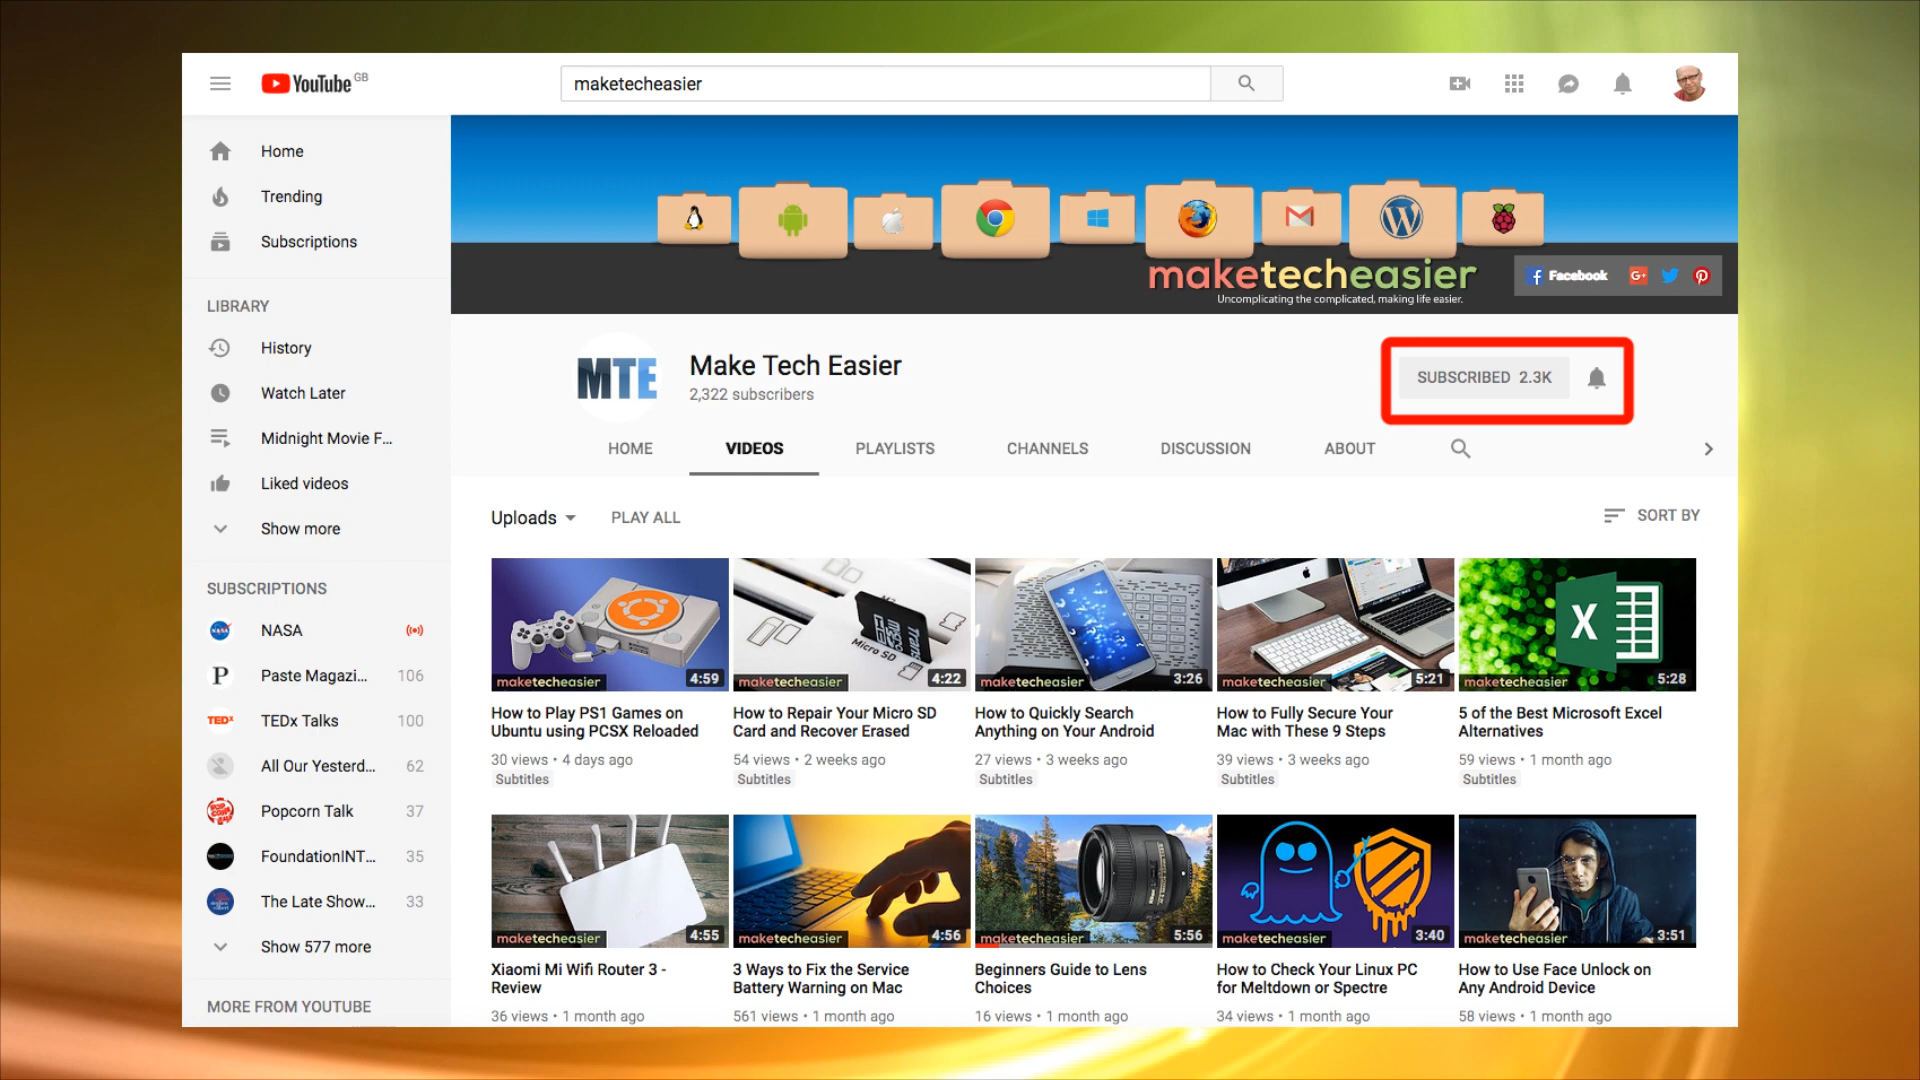 YouTube GB
maketecheasier
Home
Trending
Subscriptions
LIBRARY
History
Watch Later
Midnight Movie F...
Liked videos
Show more
SUBSCRIPTIONS
NASA
Paste Magazi... 106
TEDx Talks 100
All Our Yesterd... 62
Popcorn Talk 37
FoundationINT... 35
The Late Show... 33
Show 577 more
MORE FROM YOUTUBE
maketecheasier
Uncomplicating the complicated, making life easier.
Facebook
MTE
Make Tech Easier
2,322 subscribers
SUBSCRIBED 2.3K
HOME VIDEOS PLAYLISTS CHANNELS DISCUSSION ABOUT
Uploads PLAY ALL
SORT BY
maketecheasier 4:59
How to Play PS1 Games on
Ubuntu using PCSX Reloaded
30 views • 4 days ago
Subtitles
Micro SD
maketecheasier 4:22
How to Repair Your Micro SD
Card and Recover Erased
54 views • 2 weeks ago
Subtitles
maketecheasier 3:26
How to Quickly Search
Anything on Your Android
27 views • 3 weeks ago
Subtitles
maketecheasier 5:21
How to Fully Secure Your
Mac with These 9 Steps
39 views • 3 weeks ago
Subtitles
X
maketecheasier 5:28
5 of the Best Microsoft Excel
Alternatives
59 views • 1 month ago
Subtitles
maketecheasier 4:55
Xiaomi Mi Wifi Router 3 -
Review
36 views • 1 month ago
maketecheasier 4:56
3 Ways to Fix the Service
Battery Warning on Mac
561 views • 1 month ago
maketecheasier 5:56
Beginners Guide to Lens
Choices
16 views • 1 month ago
maketecheasier 3:40
How to Check Your Linux PC
for Meltdown or Spectre
34 views • 1 month ago
maketecheasier 3:51
How to Use Face Unlock on
Any Android Device
58 views • 1 month ago